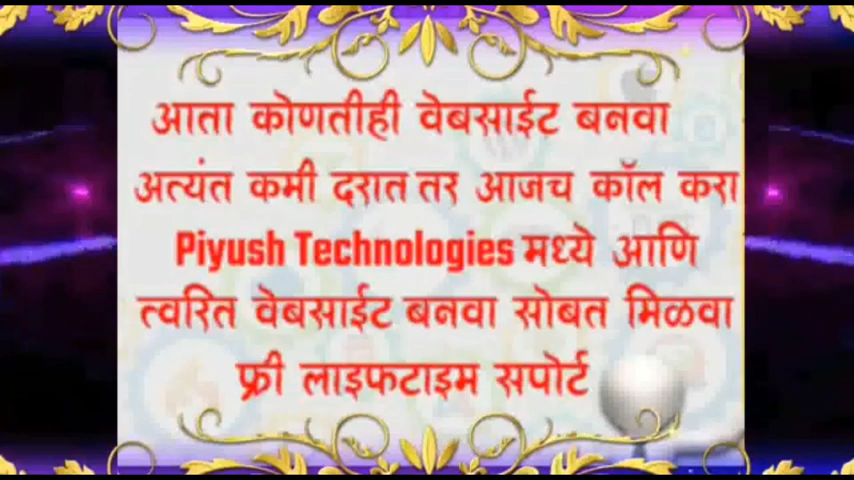 आता कोणतीही वेबसाईट बनवा
अत्यंत कमी दरात तर आजच कॉल करा
Piyush Technologies मध्ये आणि
त्वरित वेबसाईट बनवा सोबत मिळवा
फ्री लाइफटाइम सपोर्ट